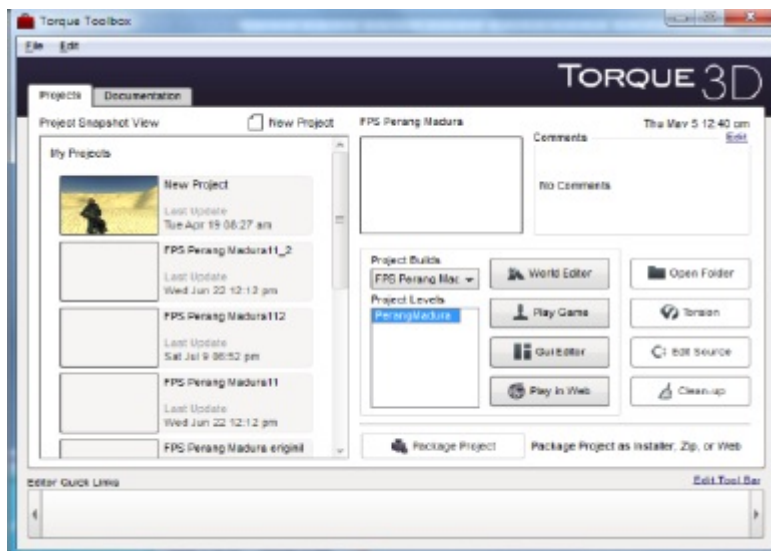 Torque Toolbox
File Edit
TORQUE 3D
Projects Documentation
Project Snapshot View
New Project
My Projects
New Project
Last Update
Tue Apr 19 08:27 am
FPS Perang Madura11_2
Last Update
Wed Jun 22 12:13 pm
FPS Perang Madura112
Last Update
Sat Jul 9 06:52 pm
FPS Perang Madura11
Last Update
Wed Jun 22 12:12 pm
FPS Perang Madura originil
FPS Perang Madura
Thu May 5 12:40 pm
Comments
Edit
No Comments
Project Builds
FPS Perang Mac
Project Levels
PerangMadura
World Editor
Play Game
Gui Editor
Play in Web
Open Folder
Torsion
Edit Source
Clean-up
Package Project
Package Project as Installer, Zip, or Web
Editor Quick Links
Edit Tool Bar